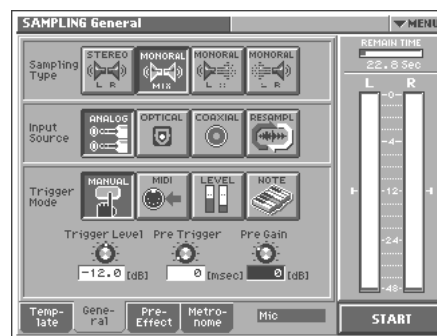 SAMPLING General
MENU
REMAIN TIME
22.8 Sec
Sampling Type
STEREO L R
MONORAL MIX
MONORAL L R
MONORAL L R
Input Source
ANALOG
OPTICAL
COAXIAL
RESAMPL
Trigger Mode
MANUAL
MIDI
LEVEL
NOTE
Trigger Level
Pre Trigger
Pre Gain
-12.0 [dB]
0 [msec]
0 [dB]
L R
-0-
-4-
-12-
-24-
-48-
Temp-late
Gene-ral
Pre-Effect
Metro-nome
Mic
START